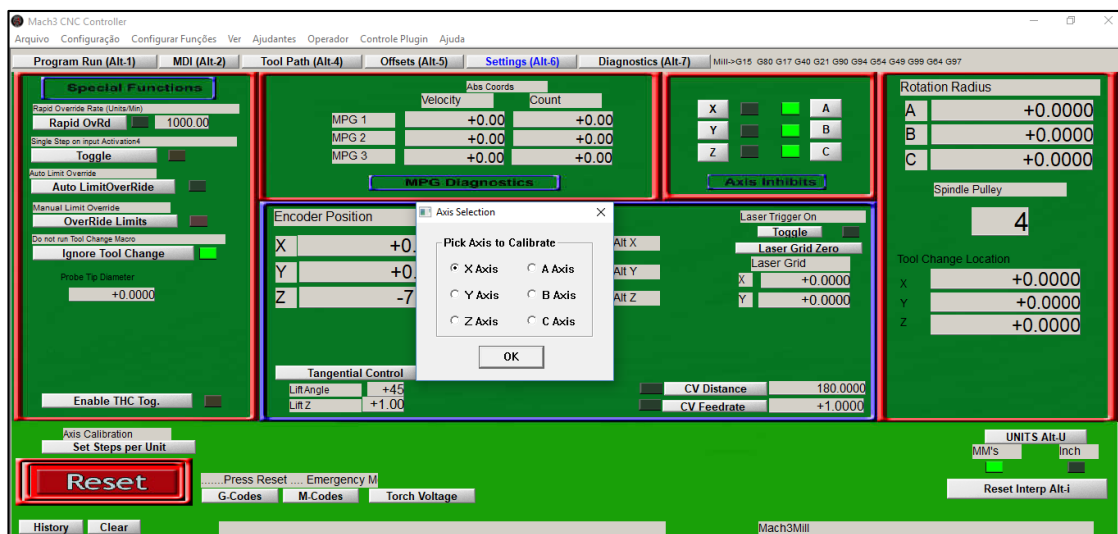 Mach3 CNC Controller
Arquivo Configuração Configurar Funções Ver Ajudantes Operador Controle Plugin Ajuda
Program Run (Alt-1) MDI (Alt-2) Tool Path (Alt-4) Offsets (Alt-5) Settings (Alt-6) Diagnostics (Alt-7) Mill->G15 G80 G17 G40 G21 G90 G94 G54 G49 G99 G64 G97
Special Functions
Rapid Override Rate (Units/Min)
Rapid OvRd 1000.00
Single Step on input Activation4
Toggle
Auto Limit Override
Auto LimitOverRide
Manual Limit Override
OverRide Limits
Do not run Tool Change Macro
Ignore Tool Change
Probe Tip Diameter
+0.0000
Enable THC Tog.
Abs Coords
Velocity Count
MPG 1 +0.00 +0.00
MPG 2 +0.00 +0.00
MPG 3 +0.00 +0.00
MPG Diagnostics
X A
Y B
Z C
Axis Inhibits
Rotation Radius
A +0.0000
B +0.0000
C +0.0000
Spindle Pulley
4
Tool Change Location
X +0.0000
Y +0.0000
Z +0.0000
Encoder Position
X +0.
Y +0.
Z -7
Alt X
Alt Y
Alt Z
Axis Selection
Pick Axis to Calibrate
X Axis A Axis
Y Axis B Axis
Z Axis C Axis
OK
Laser Trigger On
Toggle
Laser Grid Zero
Laser Grid
X +0.0000
Y +0.0000
Tangential Control
Lift Angle +45
Lift Z +1.00
CV Distance 180.0000
CV Feedrate +1.0000
Axis Calibration
Set Steps per Unit
Reset
......Press Reset .... Emergency M
G-Codes M-Codes Torch Voltage
UNITS Alt-U
MM's Inch
Reset Interp Alt-i
History Clear
Mach3Mill